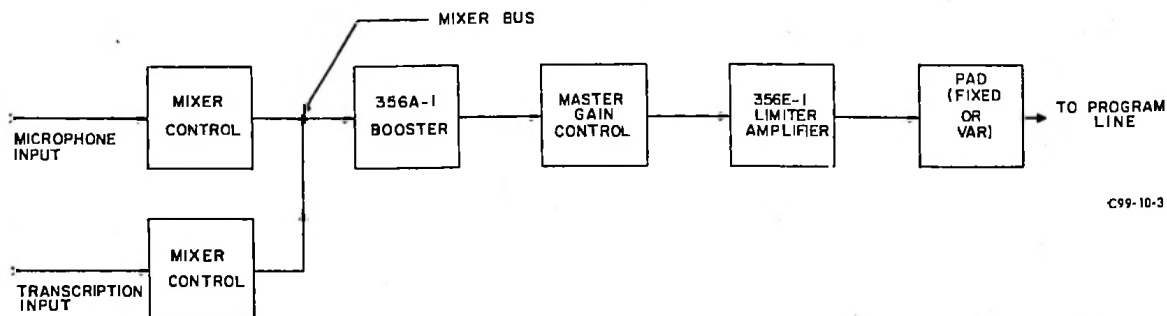 MIXER BUS
MIXER
CONTROL
356A-1
BOOSTER
MASTER
GAIN
CONTROL
356E-1
LIMITER
AMPLIFIER
PAD
(FIXED
OR
VAR)
TO PROGRAM
LINE
MICROPHONE
INPUT
C99-10-3
MIXER
CONTROL
TRANSCRIPTION
INPUT